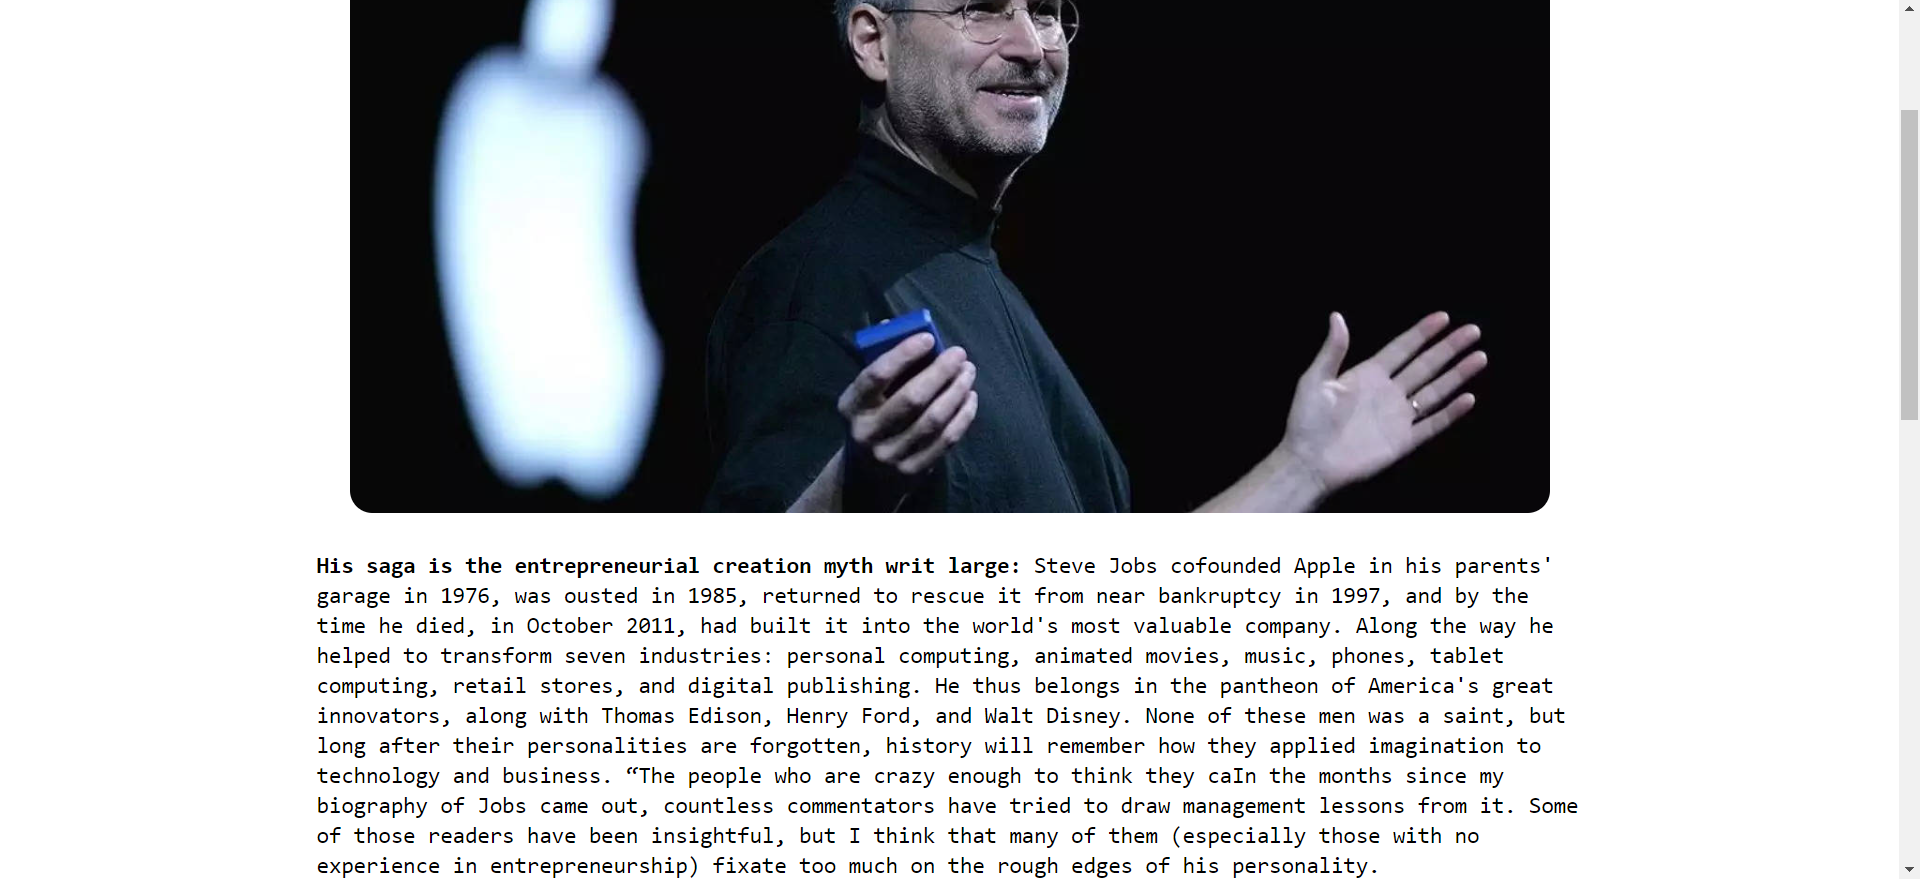 His saga is the entrepreneurial creation myth writ large: Steve Jobs cofounded Apple in his parents'
garage in 1976, was ousted in 1985, returned to rescue it from near bankruptcy in 1997, and by the
time he died, in October 2011, had built it into the world's most valuable company. Along the way he
helped to transform seven industries: personal computing, animated movies, music, phones, tablet
computing, retail stores, and digital publishing. He thus belongs in the pantheon of America's great
innovators, along with Thomas Edison, Henry Ford, and Walt Disney. None of these men was a saint, but
long after their personalities are forgotten, history will remember how they applied imagination to
technology and business. “The people who are crazy enough to think they caIn the months since my
biography of Jobs came out, countless commentators have tried to draw management lessons from it. Some
of those readers have been insightful, but I think that many of them (especially those with no
experience in entrepreneurship) fixate too much on the rough edges of his personality.